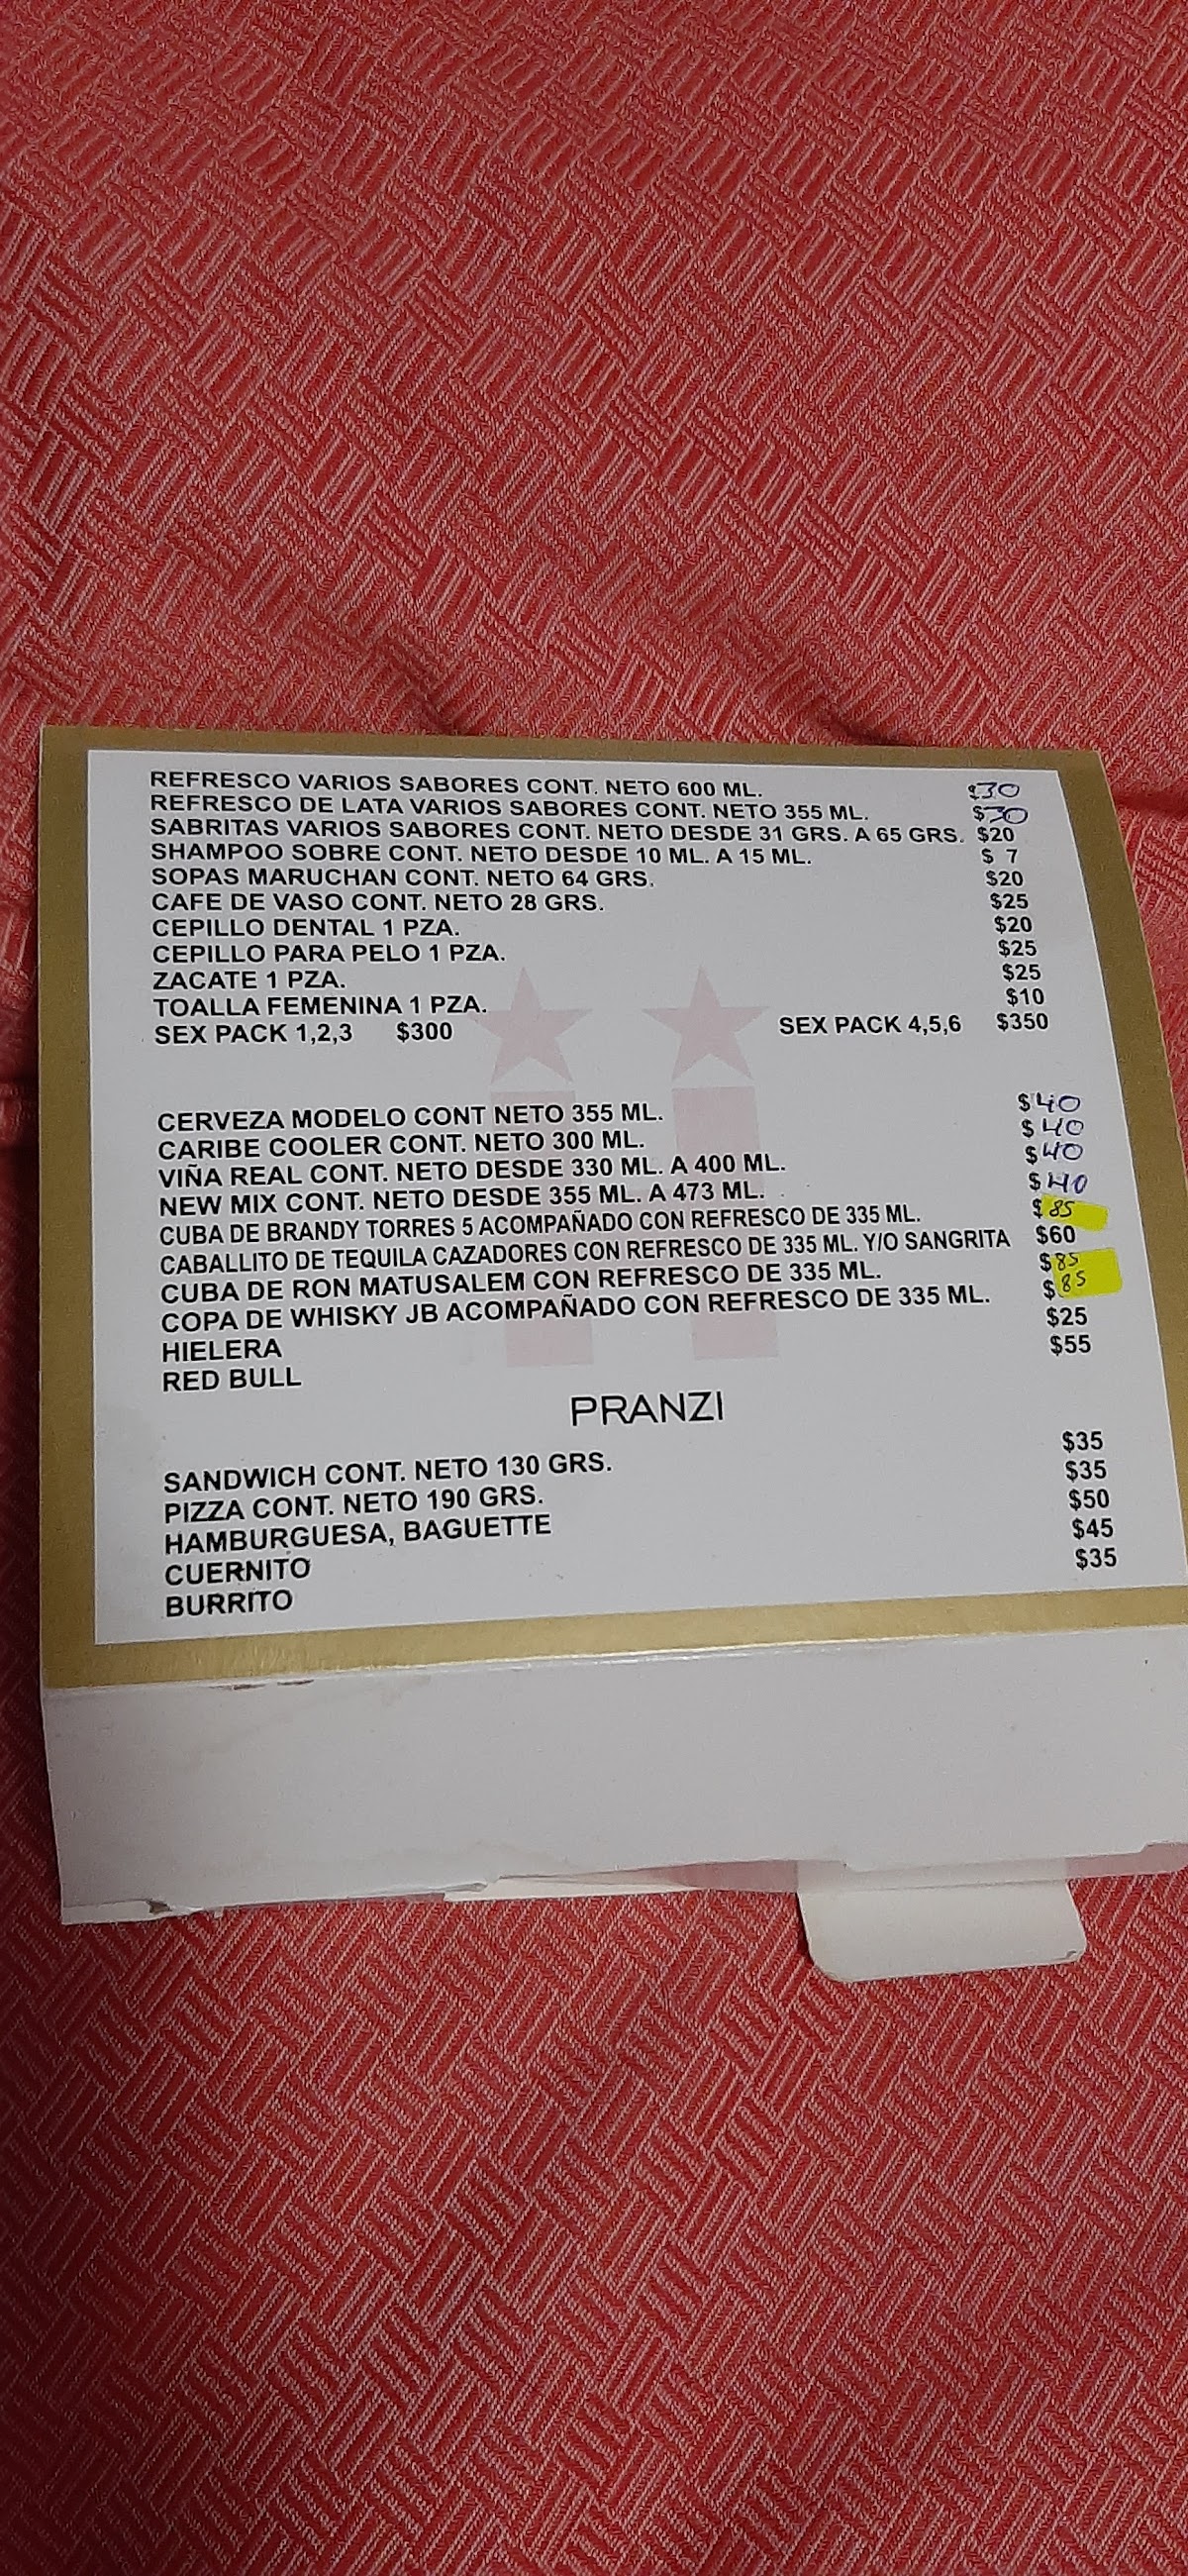 REFRESCO VARIOS SABORES CONT. NETO 600 ML. $30
REFRESCO DE LATA VARIOS SABORES CONT. NETO 355 ML. $30
SABRITAS VARIOS SABORES CONT. NETO DESDE 31 GRS. A 65 GRS. $20
SHAMPOO SOBRE CONT. NETO DESDE 10 ML. A 15 ML. $ 7
SOPAS MARUCHAN CONT. NETO 64 GRS. $20
CAFE DE VASO CONT. NETO 28 GRS. $25
CEPILLO DENTAL 1 PZA. $20
CEPILLO PARA PELO 1 PZA. $25
ZACATE 1 PZA. $25
TOALLA FEMENINA 1 PZA. $10
SEX PACK 1,2,3 $300 SEX PACK 4,5,6 $350
CERVEZA MODELO CONT NETO 355 ML. $40
CARIBE COOLER CONT. NETO 300 ML. $40
VIÑA REAL CONT. NETO DESDE 330 ML. A 400 ML. $40
NEW MIX CONT. NETO DESDE 355 ML. A 473 ML. $40
CUBA DE BRANDY TORRES 5 ACOMPAÑADO CON REFRESCO DE 335 ML. $85
CABALLITO DE TEQUILA CAZADORES CON REFRESCO DE 335 ML. Y/O SANGRITA $60
CUBA DE RON MATUSALEM CON REFRESCO DE 335 ML. $85
COPA DE WHISKY JB ACOMPAÑADO CON REFRESCO DE 335 ML. $85
HIELERA $25
RED BULL $55
PRANZI
SANDWICH CONT. NETO 130 GRS. $35
PIZZA CONT. NETO 190 GRS. $35
HAMBURGUESA, BAGUETTE $50
CUERNITO $45
BURRITO $35